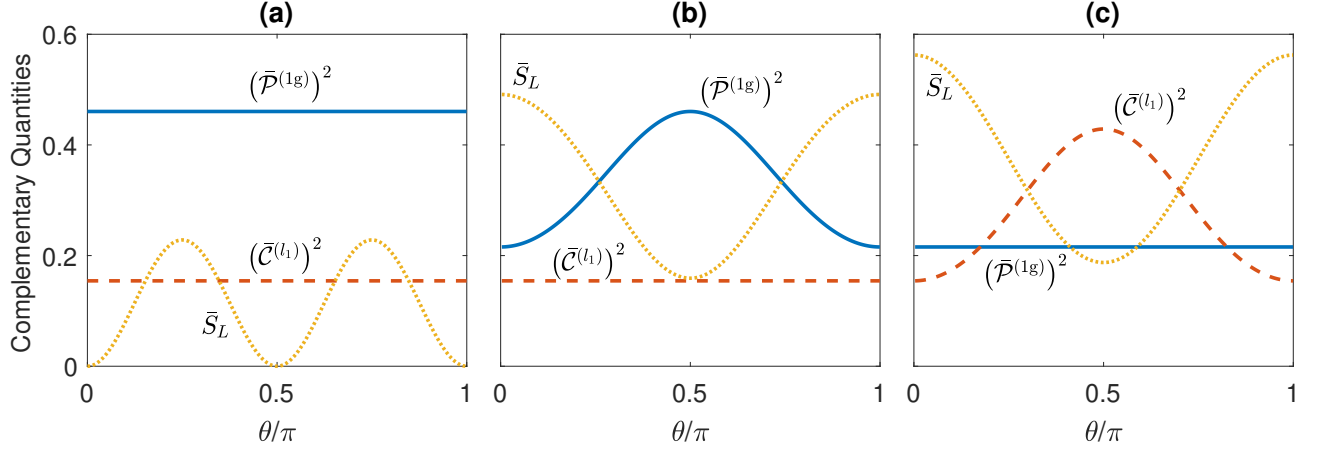 (a)
Complementary Quantities
0.6
0.4
0.2
0
(𝒫̄^(1g))^2
(𝒞̄^(l₁))^2
S̄_L
0
0.5
1
θ/π
(b)
S̄_L
(𝒫̄^(1g))^2
(𝒞̄^(l₁))^2
0
0.5
1
θ/π
(c)
S̄_L
(𝒞̄^(l₁))^2
(𝒫̄^(1g))^2
0
0.5
1
θ/π